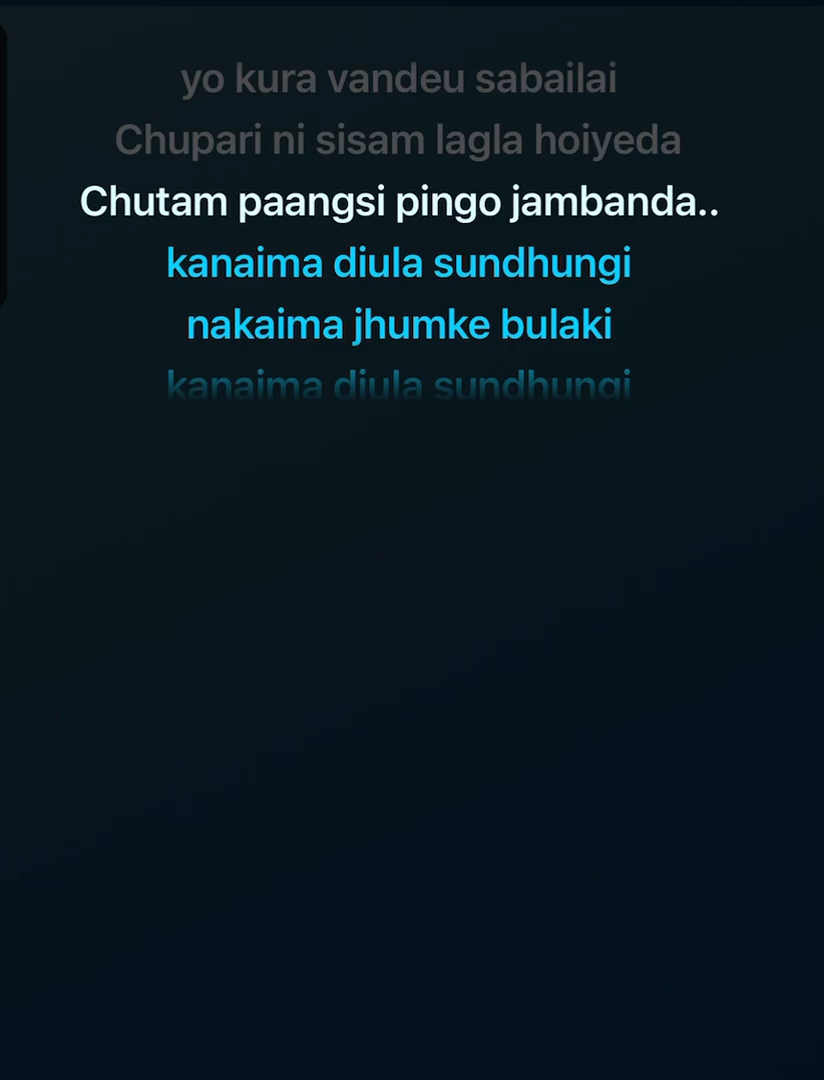 yo kura vandeu sabailai
Chupari ni sisam lagla hoiyeda
Chutam paangsi pingo jambanda..
kanaima diula sundhungi
nakaima jhumke bulaki
kanaima diula sundhungi